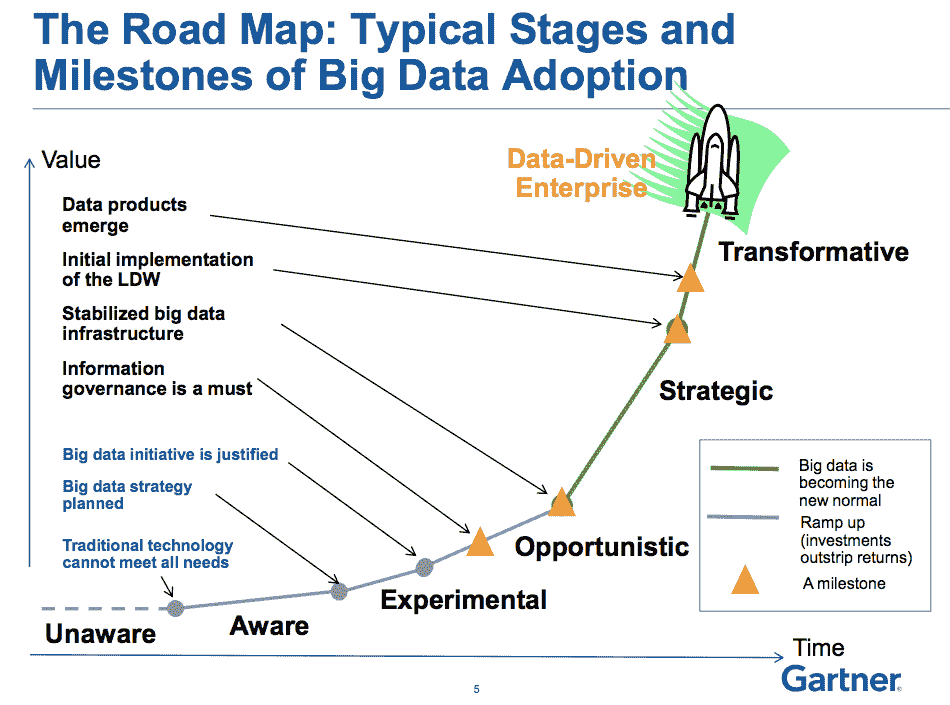 The Road Map: Typical Stages and
Milestones of Big Data Adoption
Value
Data-Driven
Enterprise
Data products
emerge
Transformative
Initial implementation
of the LDW
Stabilized big data
infrastructure
Information
governance is a must
Strategic
Big data initiative is justified
Big data strategy
planned
Traditional technology
cannot meet all needs
Big data is
becoming the
new normal
Ramp up
(investments
outstrip returns)
A milestone
Opportunistic
Experimental
Aware
Unaware
Time
Gartner®
5